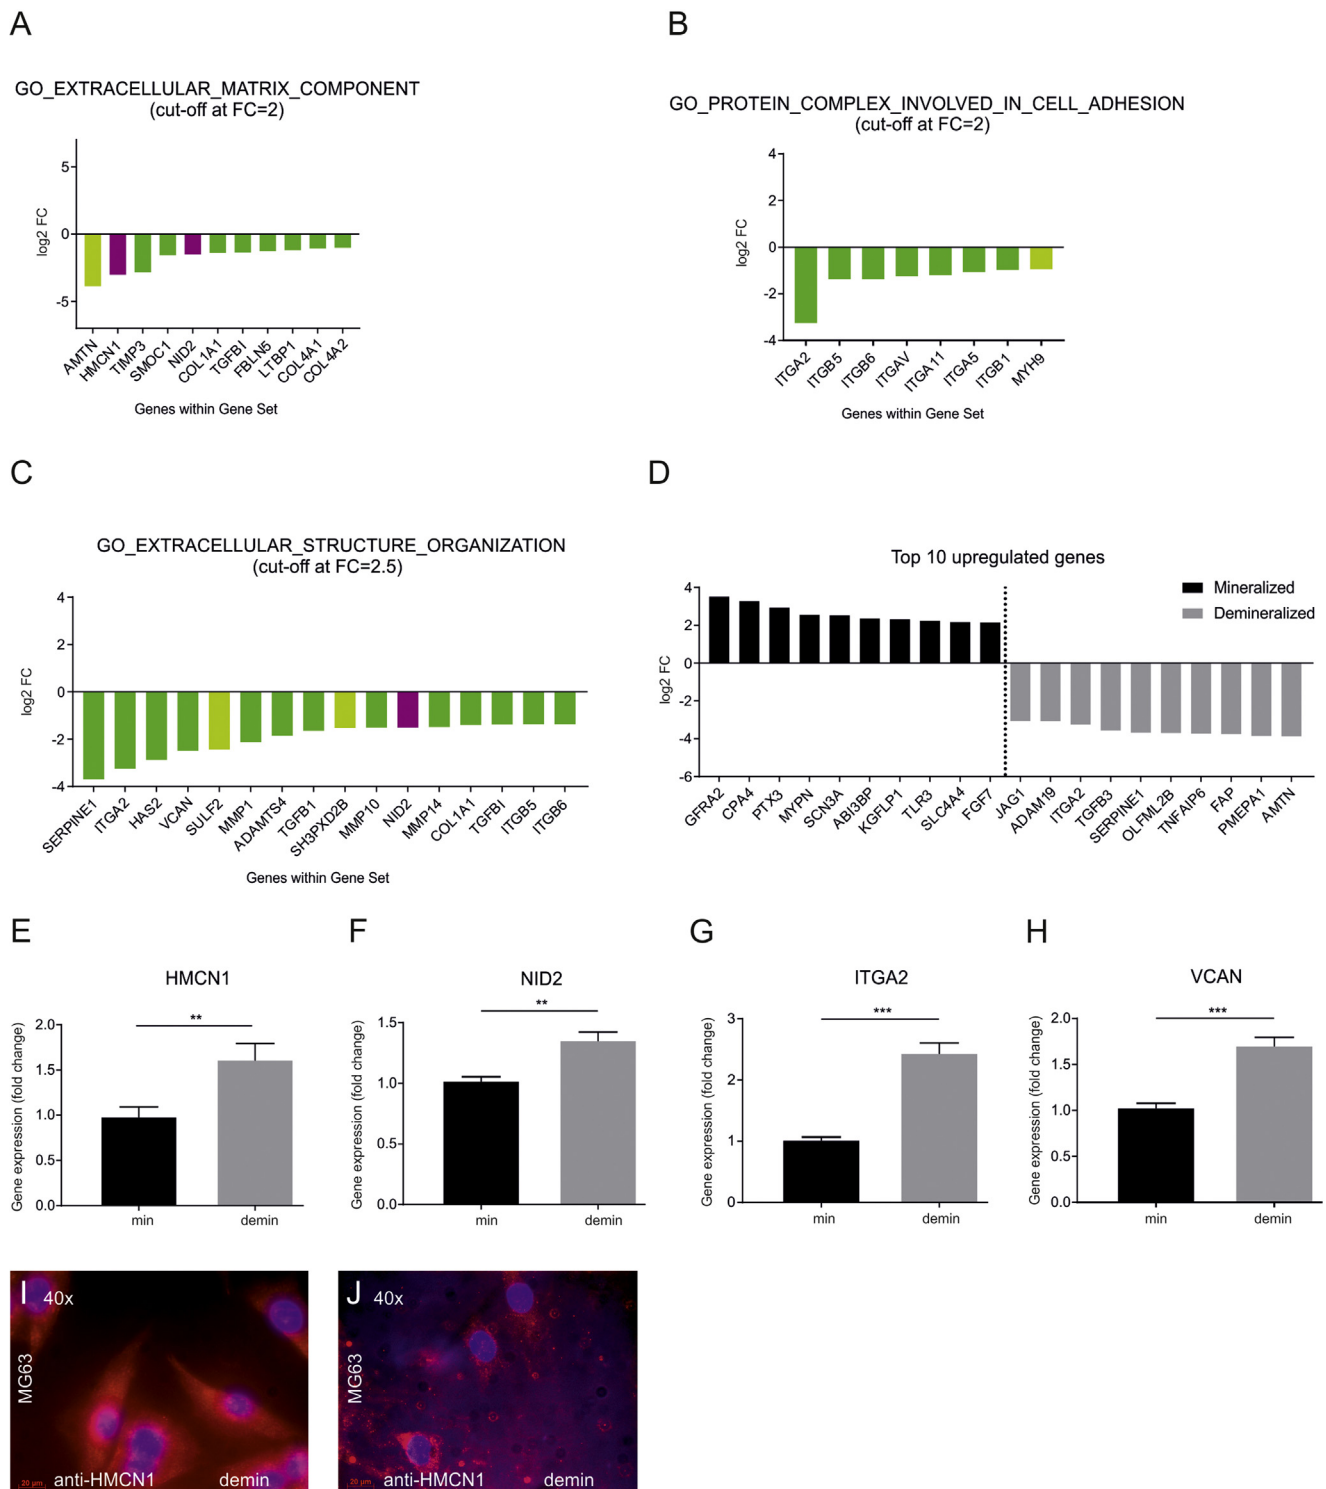 A
GO_EXTRACELLULAR_MATRIX_COMPONENT
(cut-off at FC=2)
log2 FC
5
0
-5
AMTN
HMCN1
TIMP3
SMOC1
NID2
COL1A1
TGFBI
FBLN5
LTBP1
COL4A1
COL4A2
Genes within Gene Set
B
GO_PROTEIN_COMPLEX_INVOLVED_IN_CELL_ADHESION
(cut-off at FC=2)
log2 FC
4
2
0
-2
-4
ITGA2
ITGB5
ITGB6
ITGAV
ITGA11
ITGA5
ITGB1
MYH9
Genes within Gene Set
C
GO_EXTRACELLULAR_STRUCTURE_ORGANIZATION
(cut-off at FC=2.5)
log2 FC
4
2
0
-2
-4
SERPINE1
ITGA2
HAS2
VCAN
SULF2
MMP1
ADAMTS4
TGFB1
SH3PXD2B
MMP10
NID2
MMP14
COL1A1
TGFBI
ITGB5
ITGB6
Genes within Gene Set
D
Top 10 upregulated genes
Mineralized
Demineralized
log2 FC
4
2
0
-2
-4
-6
GFRA2
CPA4
PTX3
MYPN
SCN3A
ABI3BP
KGFLP1
TLR3
SLC4A4
FGF7
JAG1
ADAM19
ITGA2
TGFB3
SERPINE1
OLFML2B
TNFAIP6
FAP
PMEPA1
AMTN
E
HMCN1
**
Gene expression (fold change)
2.0
1.5
1.0
0.5
0.0
min demin
F
NID2
**
Gene expression (fold change)
1.5
1.0
0.5
0.0
min demin
G
ITGA2
***
Gene expression (fold change)
3
2
1
0
min demin
H
VCAN
***
Gene expression (fold change)
2.0
1.5
1.0
0.5
0.0
min demin
I 40x
MG63
20 µm anti-HMCN1 demin
J 40x
MG63
20 µm anti-HMCN1 demin